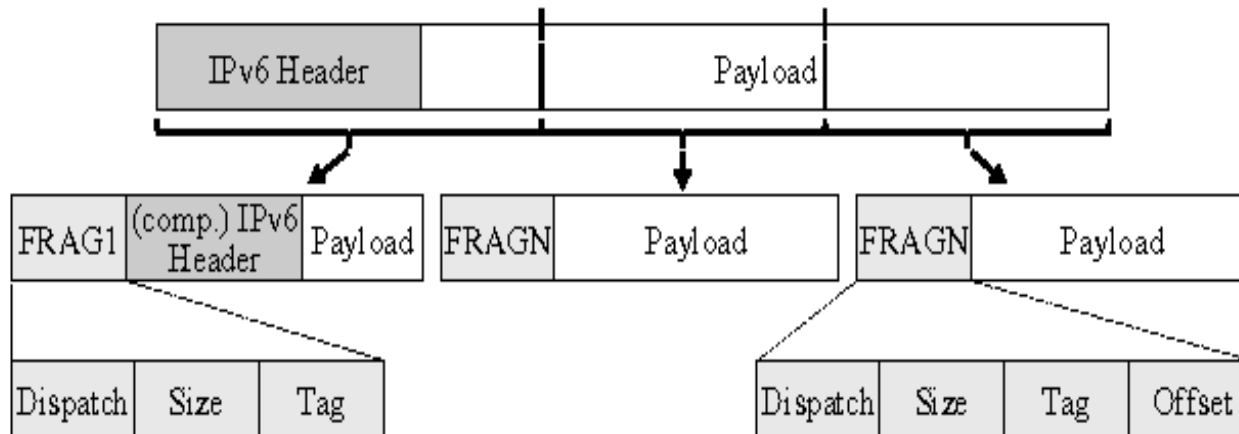 IPv6 Header
Payload
FRAG1
(comp.) IPv6
Header
Payload
FRAGN
Payload
FRAGN
Payload
Dispatch
Size
Tag
Dispatch
Size
Tag
Offset